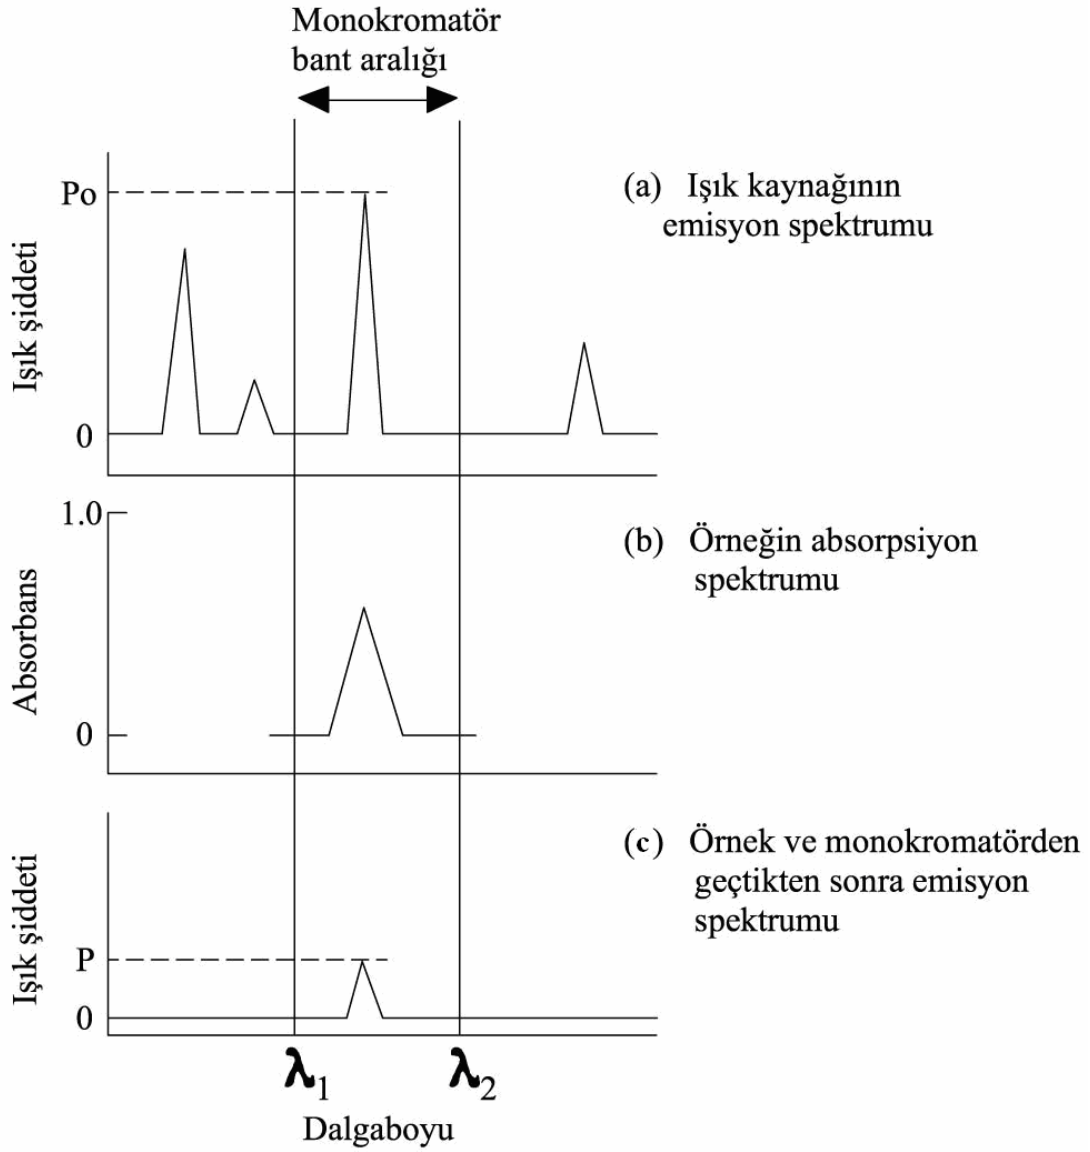 Monokromatör
bant aralığı
Po
0
Işık şiddeti
(a) Işık kaynağının
emisyon spektrumu
1.0
0
Absorbans
(b) Örneğin absorpsiyon
spektrumu
P
0
Işık şiddeti
(c) Örnek ve monokromatörden
geçtikten sonra emisyon
spektrumu
λ1 λ2
Dalgaboyu